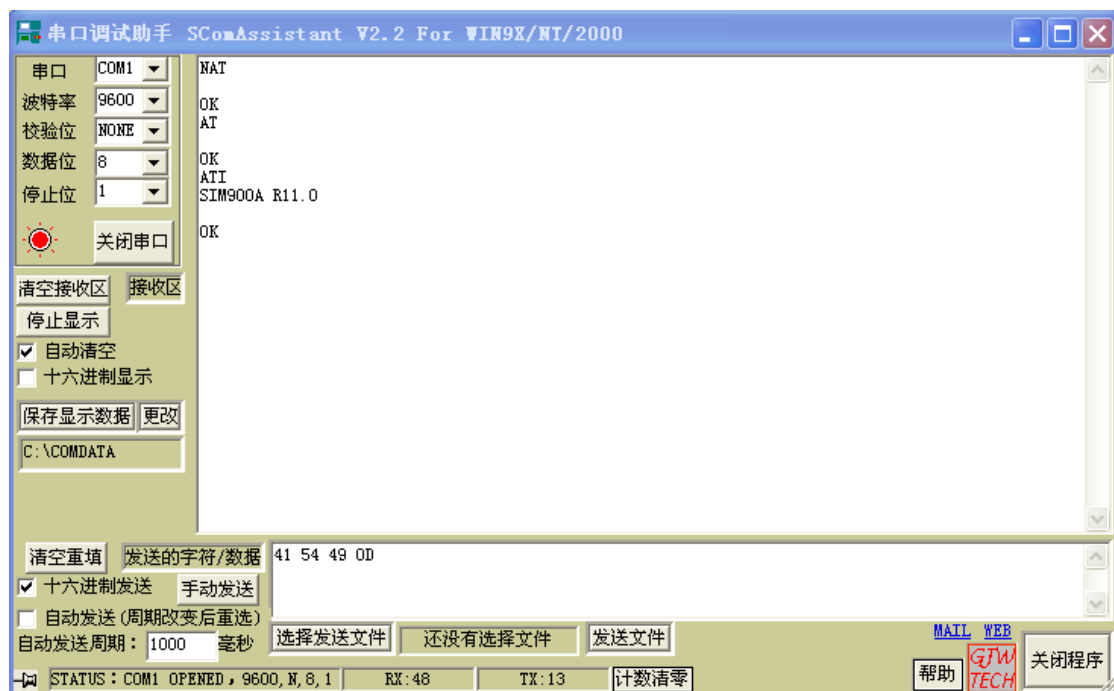 串口调试助手 SComAssistant V2.2 For WIN9X/NT/2000
串口 COM1
波特率 9600
校验位 NONE
数据位 8
停止位 1
关闭串口
清空接收区 接收区
停止显示
自动清空
十六进制显示
保存显示数据 更改
C:\COMDATA
NAT
OK
AT
OK
ATI
SIM900A R11.0
OK
清空重填 发送的字符/数据 41 54 49 0D
十六进制发送 手动发送
自动发送(周期改变后重选)
自动发送周期: 1000 毫秒 选择发送文件 还没有选择文件 发送文件
MAIL WEB
帮助 GJW TECH 关闭程序
STATUS:COM1 OPENED,9600,N,8,1 RX:48 TX:13 计数清零